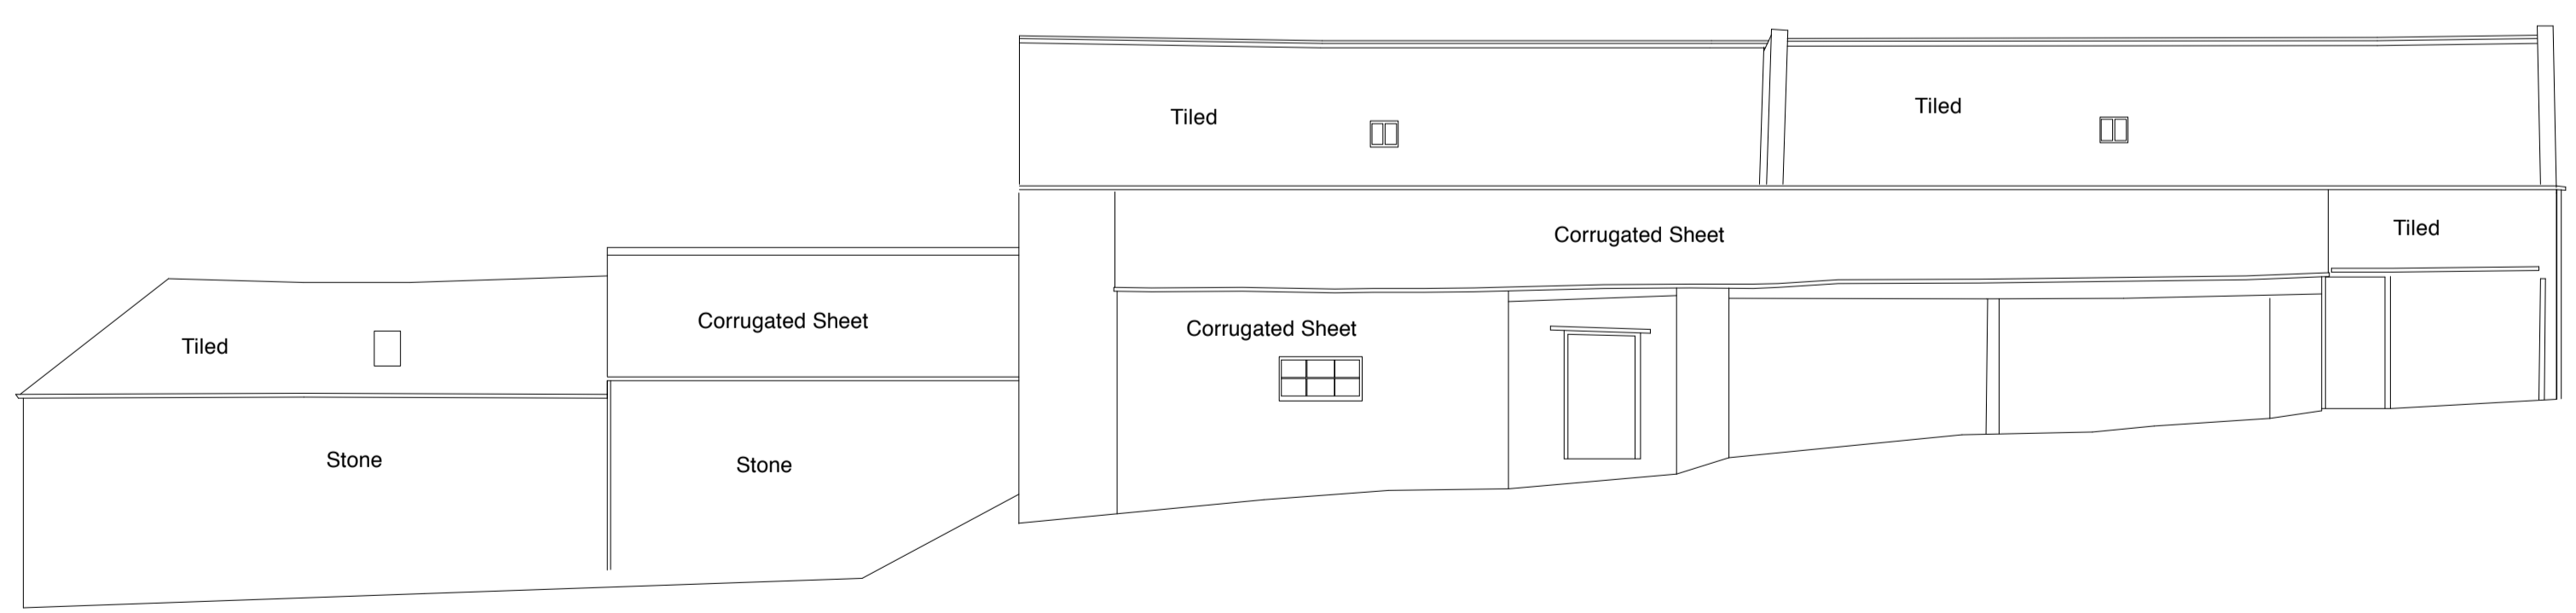 Tiled
Tiled
Corrugated Sheet
Tiled
Corrugated Sheet
Corrugated Sheet
Tiled
Stone
Stone